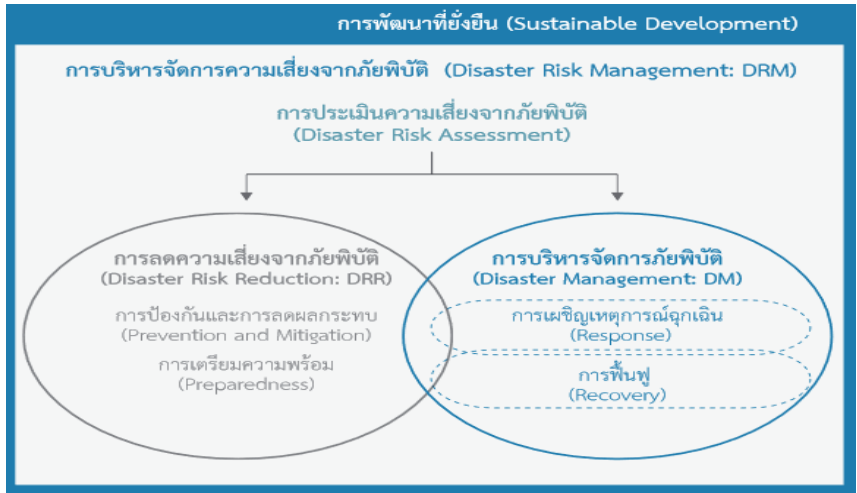 การพัฒนาที่ยั่งยืน (Sustainable Development)
การบริหารจัดการความเสี่ยงจากภัยพิบัติ (Disaster Risk Management: DRM)
การประเมินความเสี่ยงจากภัยพิบัติ
(Disaster Risk Assessment)
การลดความเสี่ยงจากภัยพิบัติ
(Disaster Risk Reduction: DRR)
การป้องกันและการลดผลกระทบ
(Prevention and Mitigation)
การเตรียมความพร้อม
(Preparedness)
การบริหารจัดการภัยพิบัติ
(Disaster Management: DM)
การเผชิญเหตุการณ์ฉุกเฉิน
(Response)
การฟื้นฟู
(Recovery)